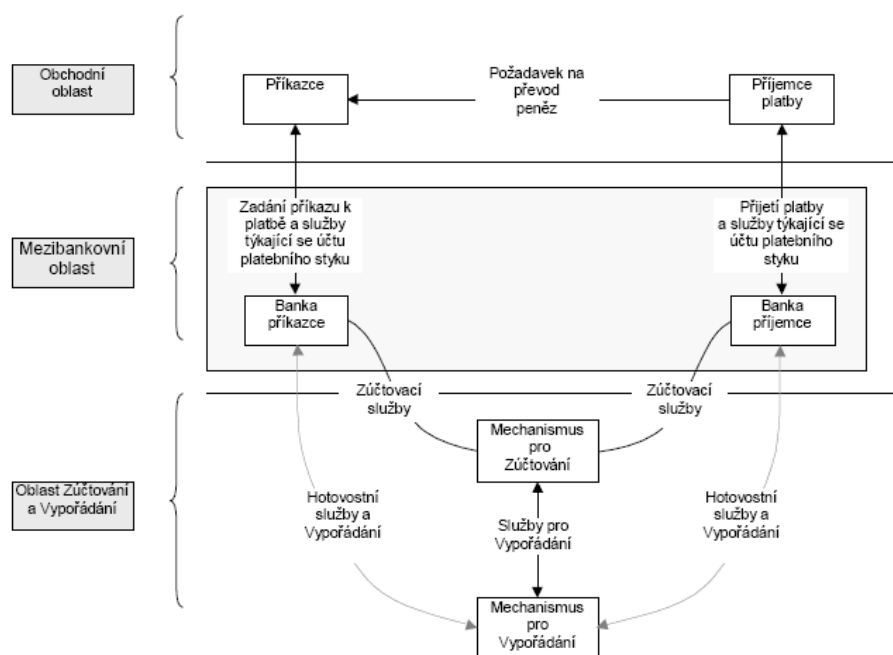 Obchodní
oblast
Příkazce
Požadavek na
převod
peněz
Příjemce
platby
Mezibankovní
oblast
Zadání příkazu k
platbě a služby
týkající se účtu
platebního styku
Přijetí platby
a služby týkající se
účtu platebního
styku
Banka
příkazce
Banka
příjemce
Zúčtovací
služby
Zúčtovací
služby
Oblast Zúčtování
a Vypořádání
Mechanismus
pro
Zúčtování
Hotovostní
služby a
Vypořádání
Služby pro
Vypořádání
Hotovostní
služby a
Vypořádání
Mechanismus
pro
Vypořádání